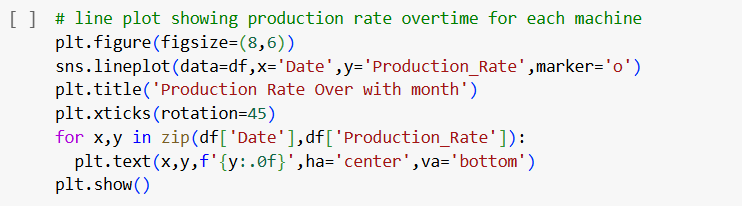 [ ] # line plot showing production rate overtime for each machine
plt.figure(figsize=(8,6))
sns.lineplot(data=df,x='Date',y='Production_Rate',marker='o')
plt.title('Production Rate Over with month')
plt.xticks(rotation=45)
for x,y in zip(df['Date'],df['Production_Rate']):
  plt.text(x,y,f'{y:.0f}',ha='center',va='bottom')
plt.show()